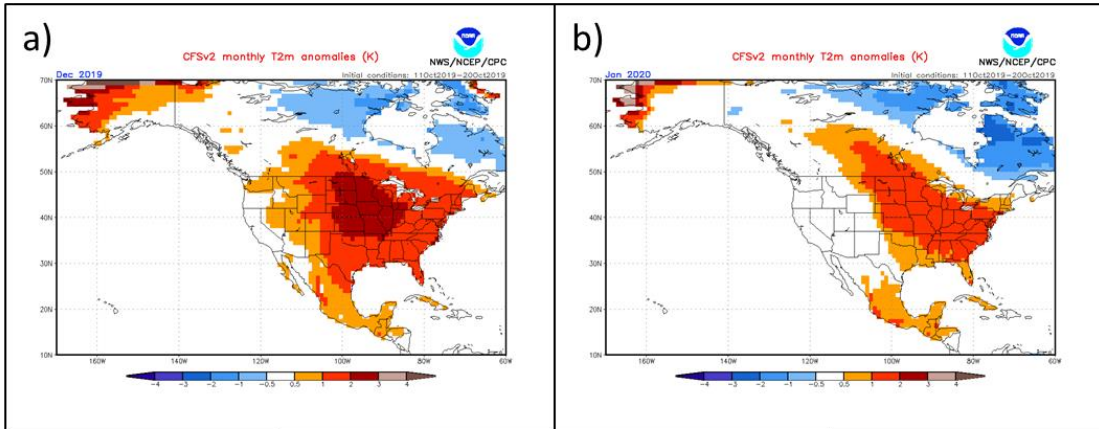 a)
NOAA
CFSv2 monthly T2m anomalies (K)
NWS/NCEP/CPC
Dec 2019
Initial conditions: 11Oct2019-20Oct2019
70N
60N
50N
40N
30N
20N
10N
160W 140W 120W 100W 80W 60W
-4 -3 -2 -1 -0.5 0.5 1 2 3 4
b)
NOAA
CFSv2 monthly T2m anomalies (K)
NWS/NCEP/CPC
Jan 2020
Initial conditions: 11Oct2019-20Oct2019
70N
60N
50N
40N
30N
20N
10N
160W 140W 120W 100W 80W 60W
-4 -3 -2 -1 -0.5 0.5 1 2 3 4